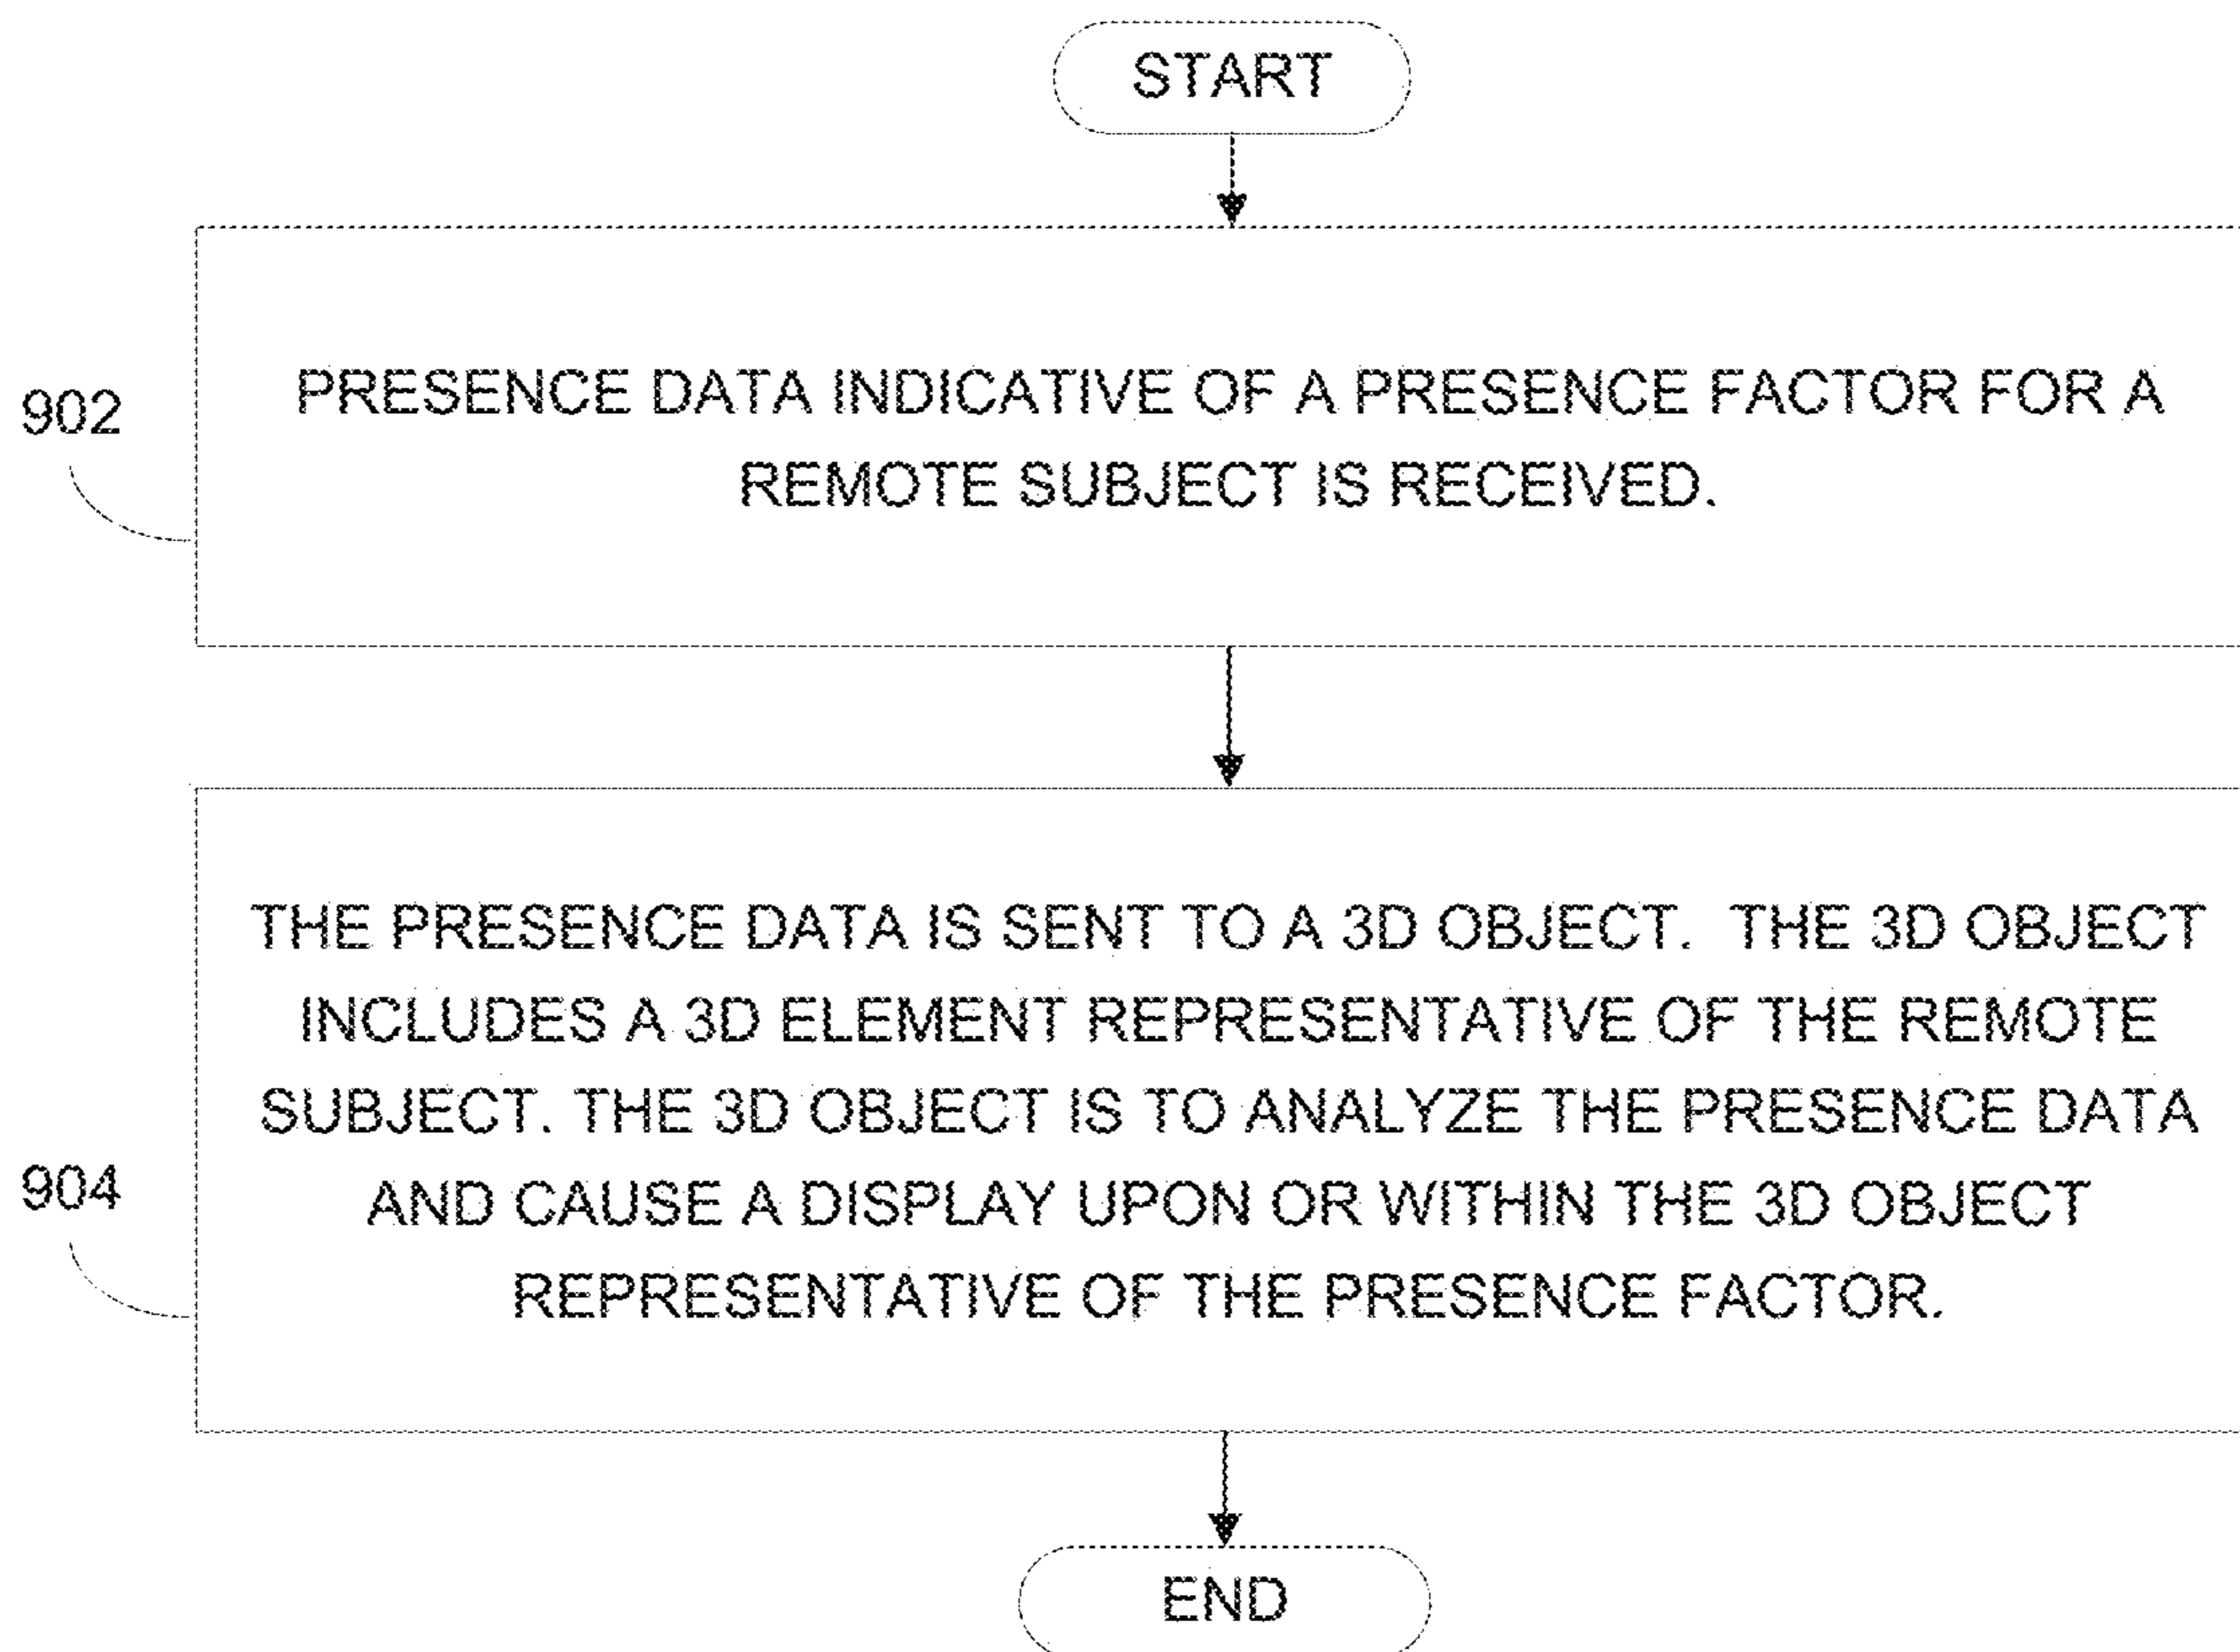 START
902
PRESENCE DATA INDICATIVE OF A PRESENCE FACTOR FOR A
REMOTE SUBJECT IS RECEIVED.
904
THE PRESENCE DATA IS SENT TO A 3D OBJECT. THE 3D OBJECT
INCLUDES A 3D ELEMENT REPRESENTATIVE OF THE REMOTE
SUBJECT. THE 3D OBJECT IS TO ANALYZE THE PRESENCE DATA
AND CAUSE A DISPLAY UPON OR WITHIN THE 3D OBJECT
REPRESENTATIVE OF THE PRESENCE FACTOR.
END